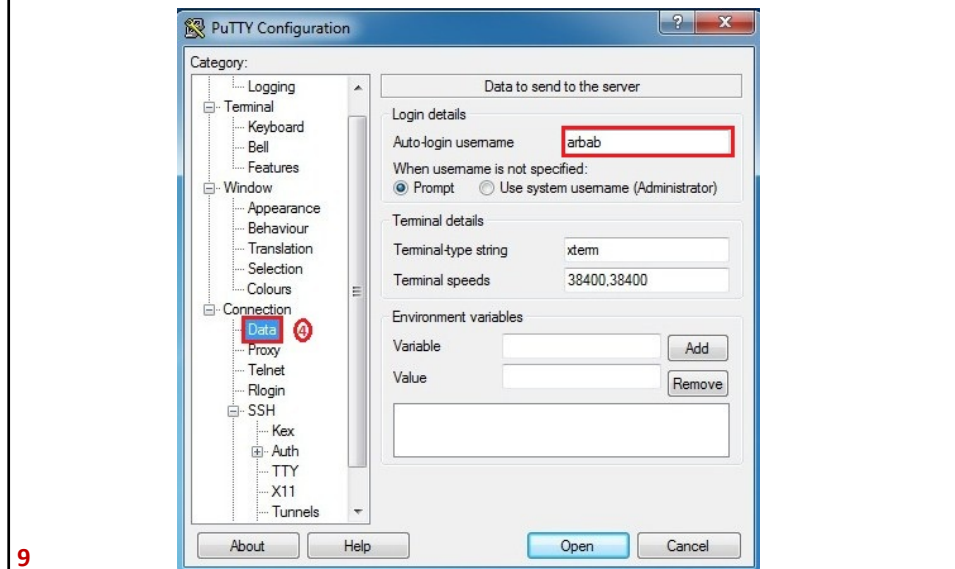 PuTTY Configuration
Category:
Logging
Terminal
Keyboard
Bell
Features
Window
Appearance
Behaviour
Translation
Selection
Colours
Connection
Data 4
Proxy
Telnet
Rlogin
SSH
Kex
Auth
TTY
X11
Tunnels
Data to send to the server
Login details
Auto-login username arbab
When username is not specified:
Prompt Use system username (Administrator)
Terminal details
Terminal-type string xterm
Terminal speeds 38400,38400
Environment variables
Variable Add
Value Remove
About Help Open Cancel
9